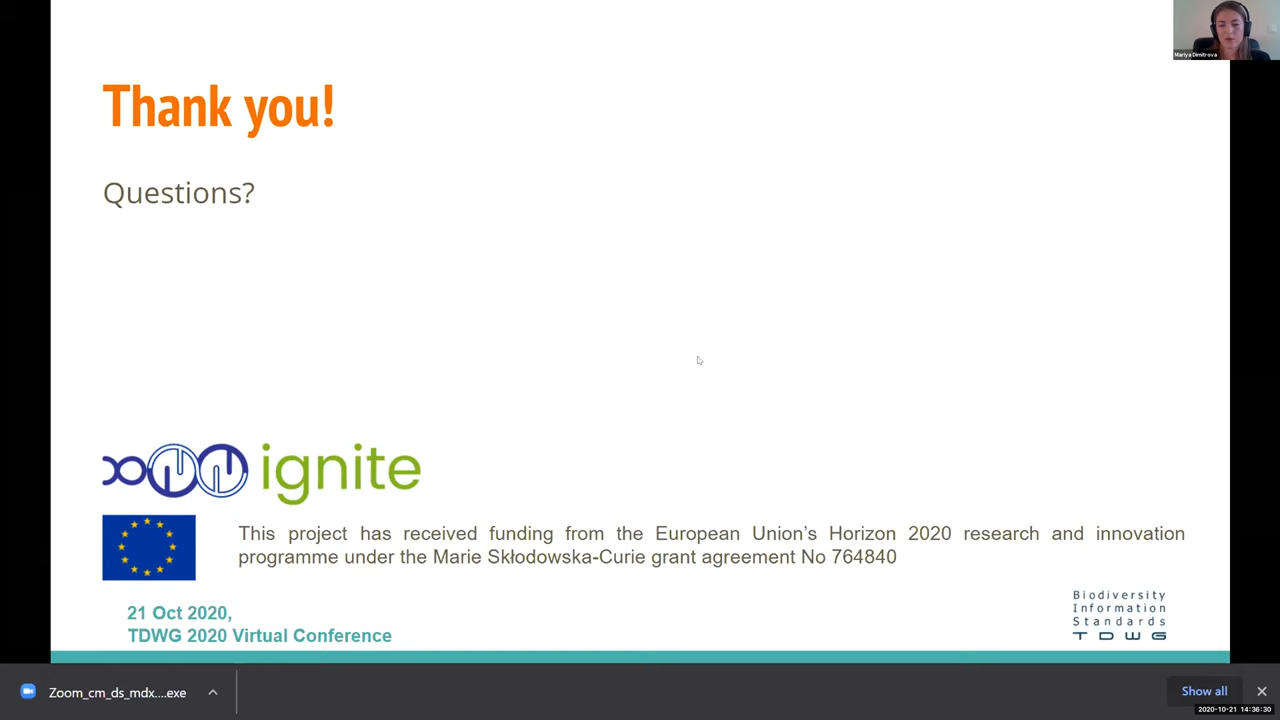 Mariya Dimitrova
Thank you!
Questions?
ignite
This project has received funding from the European Union’s Horizon 2020 research and innovation
programme under the Marie Skłodowska-Curie grant agreement No 764840
21 Oct 2020,
TDWG 2020 Virtual Conference
Biodiversity
Information
Standards
TDWG
Zoom_cm_ds_mdx....exe
Show all
2020-10-21 14:36:30